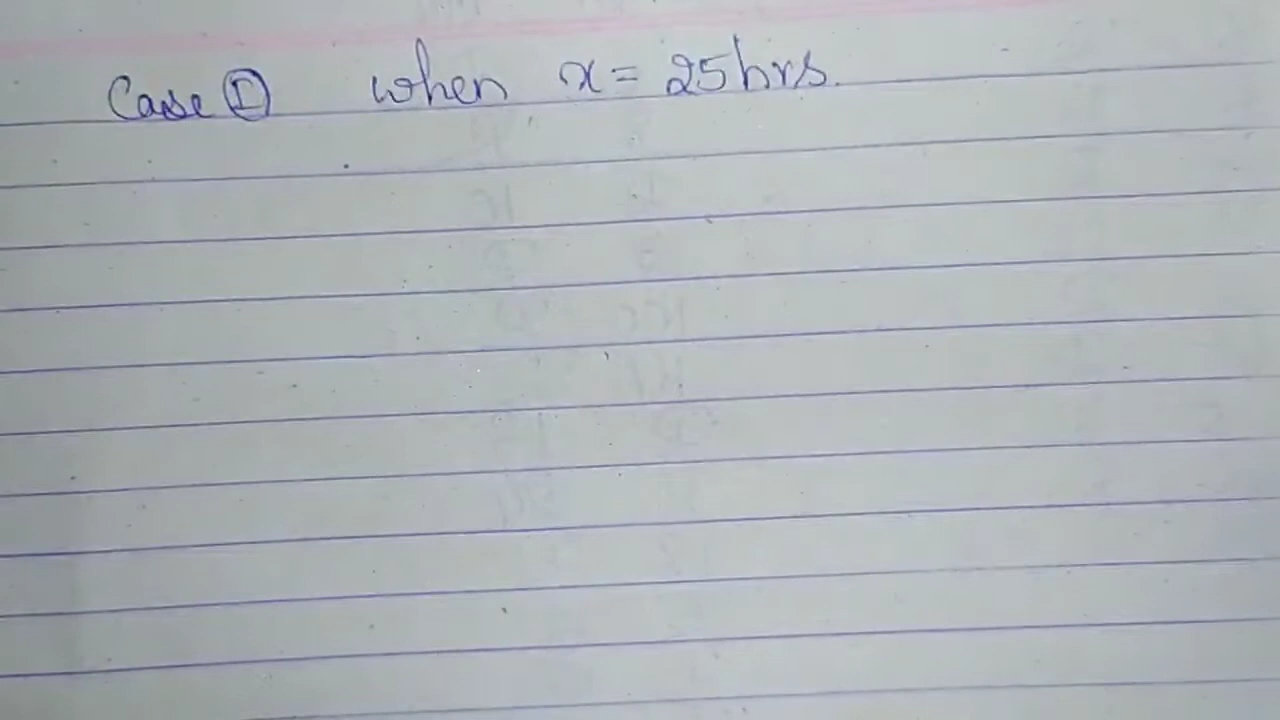 Case I when x = 25hrs.